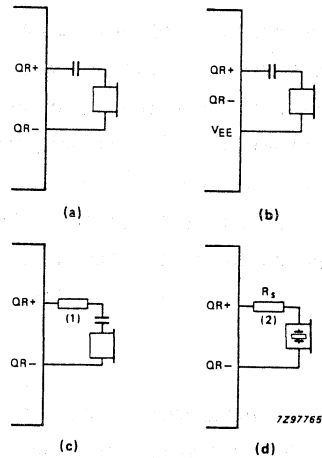 QR+
QR−
(a)
QR+
QR−
VEE
(b)
QR+
(1)
QR−
(c)
Rs
QR+
(2)
QR−
7Z97765
(d)